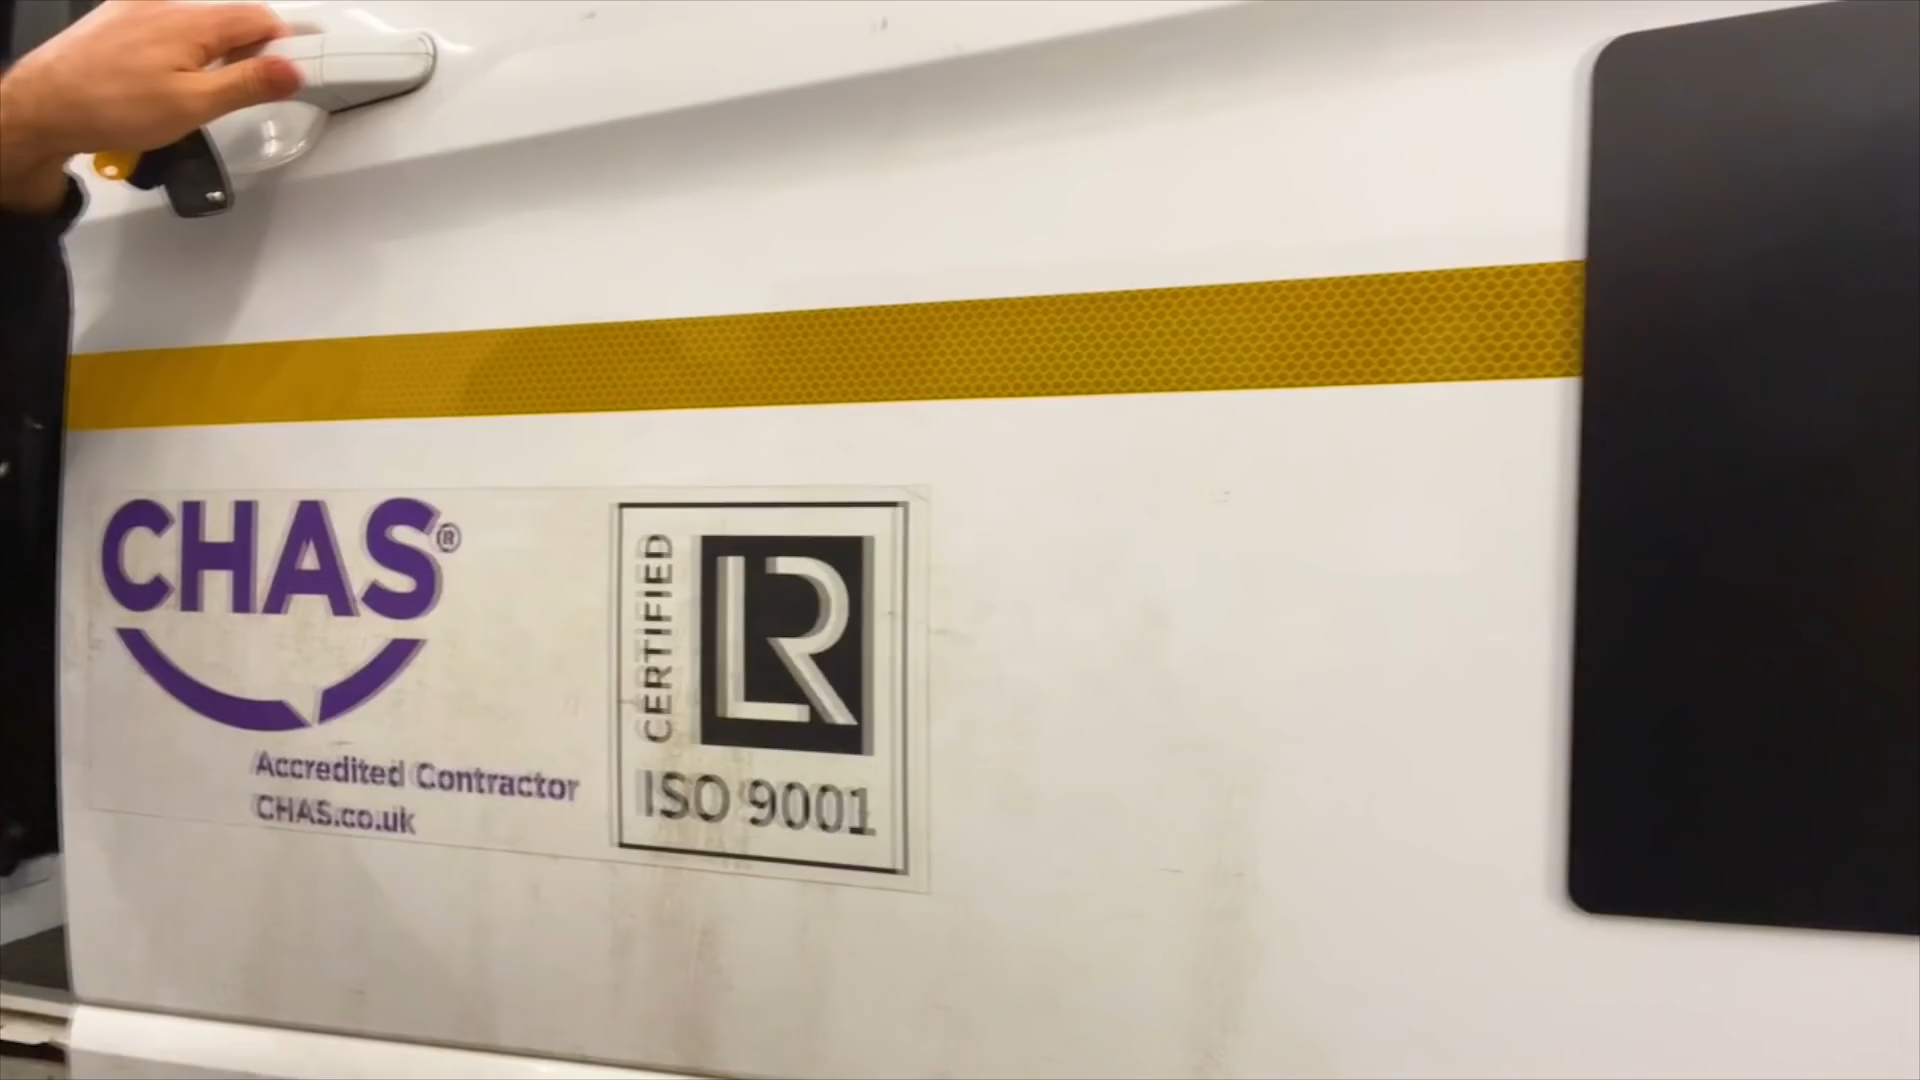 CHAS®
Accredited Contractor
CHAS.co.uk
CERTIFIED
LR
ISO 9001